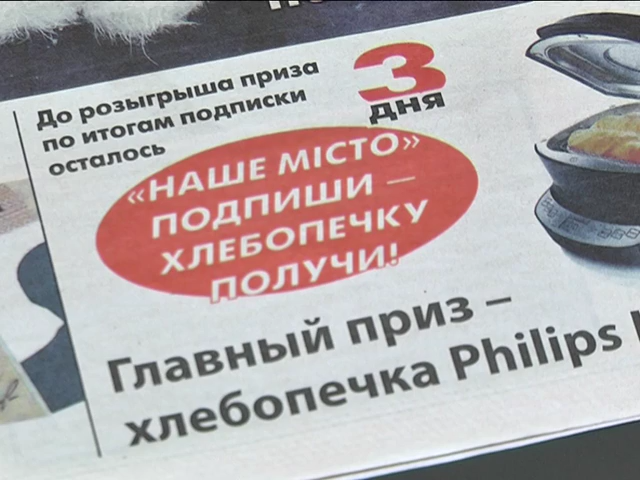 До розыгрыша приза
по итогам подписки
осталось
3
ДНЯ
«НАШЕ МІСТО»
ПОДПИШИ —
ХЛЕБОПЕЧКУ
ПОЛУЧИ!
Главный приз –
хлебопечка Philips